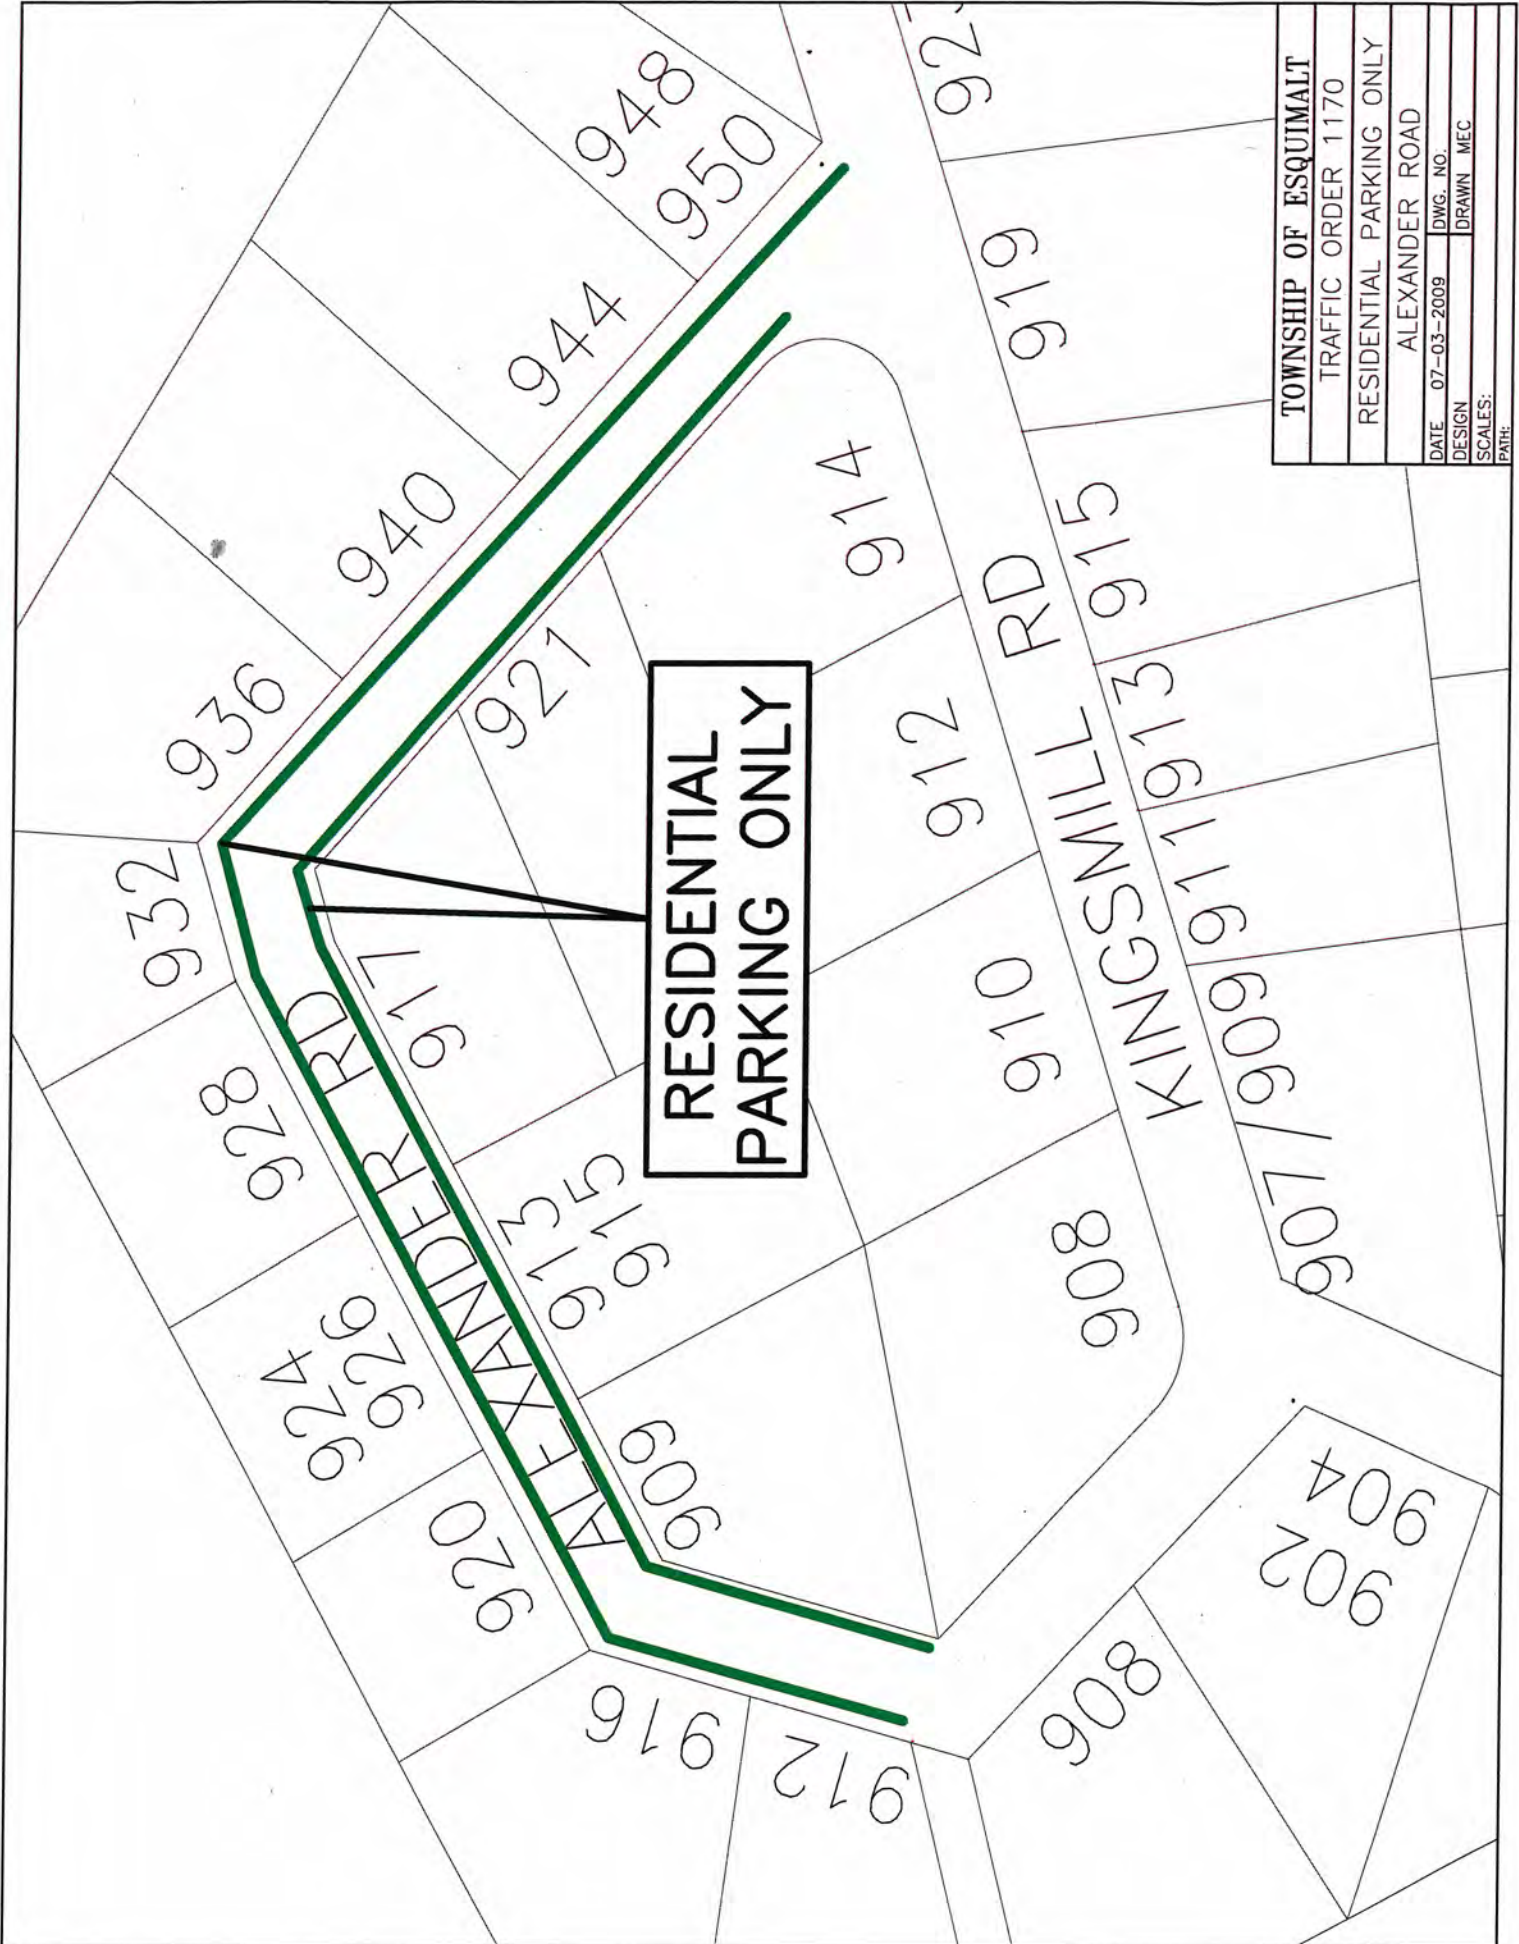 932
936
928
940
924
926
920
944
917
948
950
921
ALEXANDER RD
913
915
909
916
RESIDENTIAL
PARKING ONLY
912
914
912
910
919
908
908
KINGSMILL RD
915
913
911
907/909
902
904
TOWNSHIP OF ESQUIMALT
TRAFFIC ORDER 1170
RESIDENTIAL PARKING ONLY
ALEXANDER ROAD
DATE 07-03-2009 DWG. NO:
DESIGN DRAWN MEC
SCALES:
PATH: